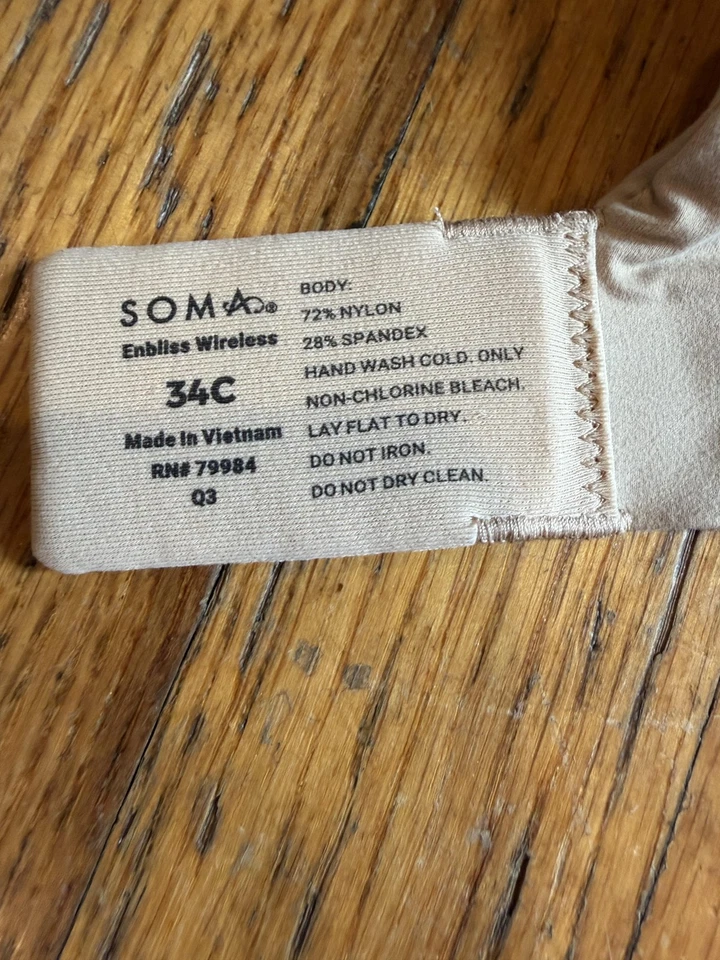 SOMA®
Enbliss Wireless
34C
Made in Vietnam
RN# 79984
Q3
BODY:
72% NYLON
28% SPANDEX
HAND WASH COLD. ONLY
NON-CHLORINE BLEACH.
LAY FLAT TO DRY.
DO NOT IRON.
DO NOT DRY CLEAN.